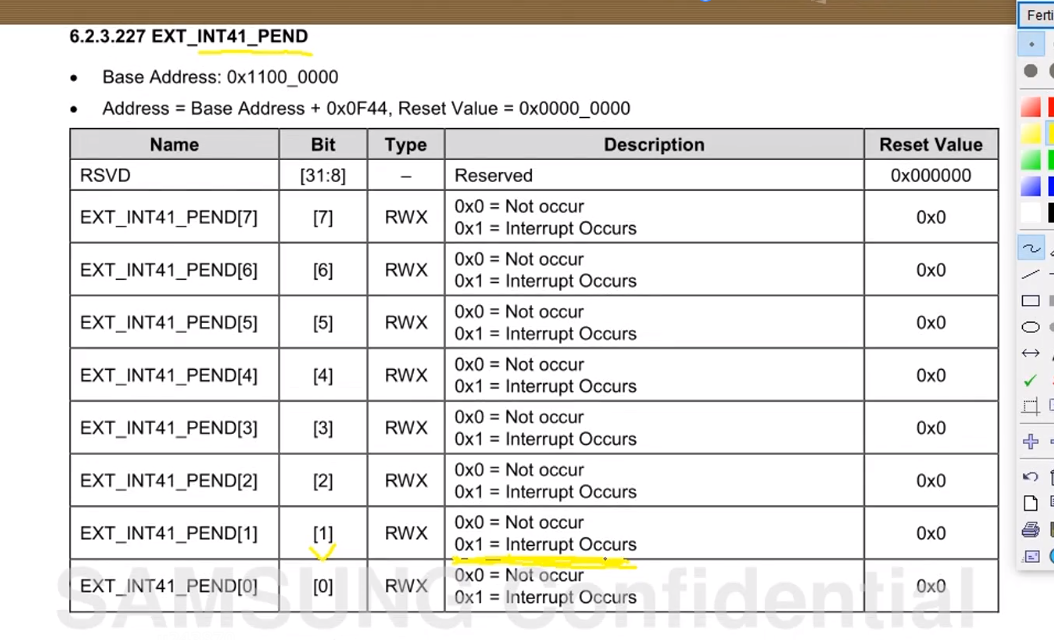 6.2.3.227 EXT_INT41_PEND
• Base Address: 0x1100_0000
• Address = Base Address + 0x0F44, Reset Value = 0x0000_0000
Name Bit Type Description Reset Value
RSVD [31:8] – Reserved 0x000000
EXT_INT41_PEND[7] [7] RWX 0x0 = Not occur
0x1 = Interrupt Occurs 0x0
EXT_INT41_PEND[6] [6] RWX 0x0 = Not occur
0x1 = Interrupt Occurs 0x0
EXT_INT41_PEND[5] [5] RWX 0x0 = Not occur
0x1 = Interrupt Occurs 0x0
EXT_INT41_PEND[4] [4] RWX 0x0 = Not occur
0x1 = Interrupt Occurs 0x0
EXT_INT41_PEND[3] [3] RWX 0x0 = Not occur
0x1 = Interrupt Occurs 0x0
EXT_INT41_PEND[2] [2] RWX 0x0 = Not occur
0x1 = Interrupt Occurs 0x0
EXT_INT41_PEND[1] [1] RWX 0x0 = Not occur
0x1 = Interrupt Occurs 0x0
EXT_INT41_PEND[0] [0] RWX 0x0 = Not occur
0x1 = Interrupt Occurs 0x0
SAMSUNG Confidential